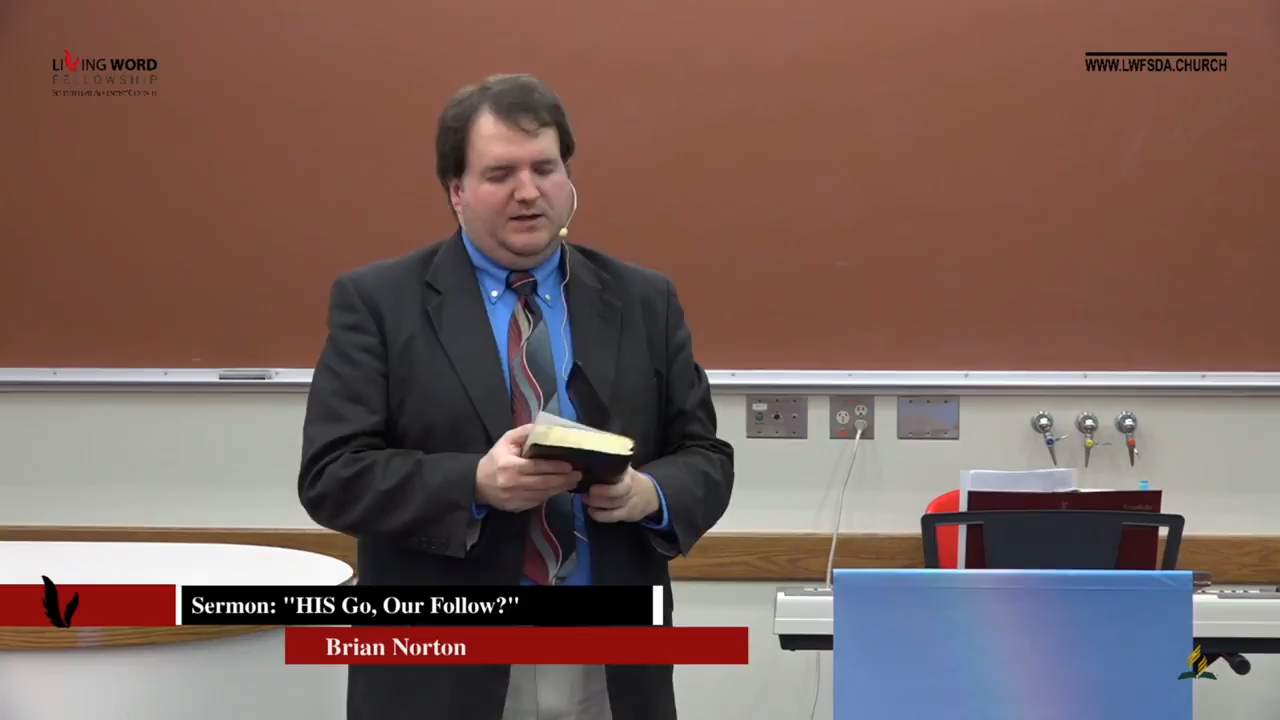 LIVING WORD
FELLOWSHIP
WWW.LWFSDA.CHURCH
Sermon: "HIS Go, Our Follow?"
Brian Norton